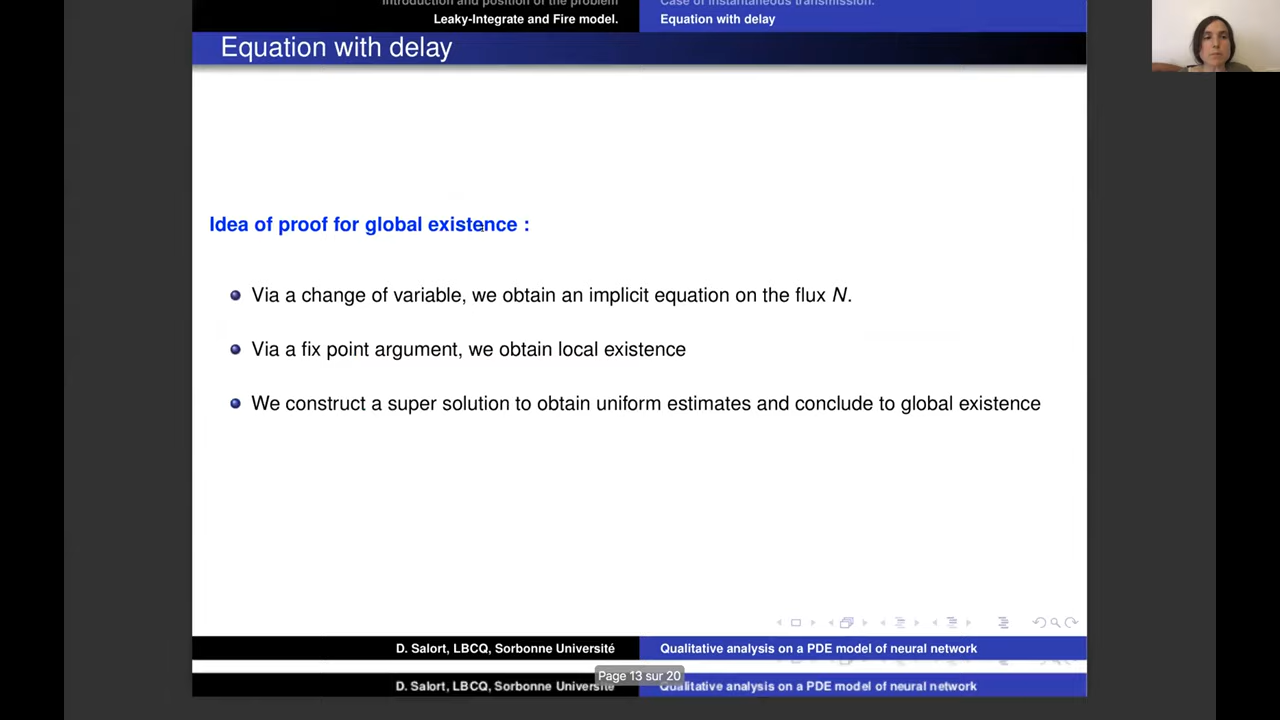 Introduction and position of the problem
Case of instantaneous transmission.
Leaky-Integrate and Fire model.
Equation with delay
Equation with delay
Idea of proof for global existence :
Via a change of variable, we obtain an implicit equation on the flux N.
Via a fix point argument, we obtain local existence
We construct a super solution to obtain uniform estimates and conclude to global existence
D. Salort, LBCQ, Sorbonne Université
Qualitative analysis on a PDE model of neural network
Page 13 sur 20
D. Salort, LBCQ, Sorbonne Université
Qualitative analysis on a PDE model of neural network